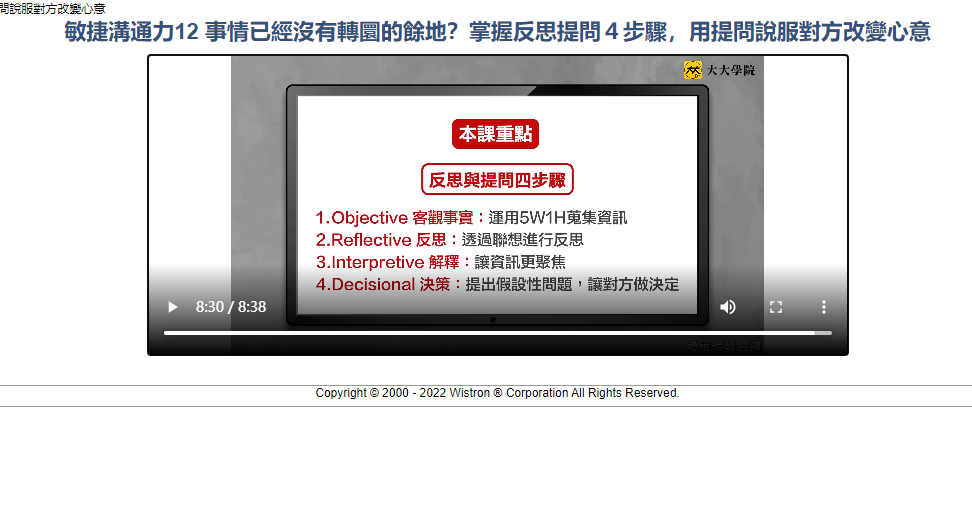 問說服對方改變心意
敏捷溝通力12 事情已經沒有轉圜的餘地？掌握反思提問４步驟，用提問說服對方改變心意
大大學院
本課重點
反思與提問四步驟
1.Objective 客觀事實：運用5W1H蒐集資訊
2.Reflective 反思：透過聯想進行反思
3.Interpretive 解釋：讓資訊更聚焦
4.Decisional 決策：提出假設性問題，讓對方做決定
8:30 / 8:38
Copyright © 2000 - 2022 Wistron ® Corporation All Rights Reserved.